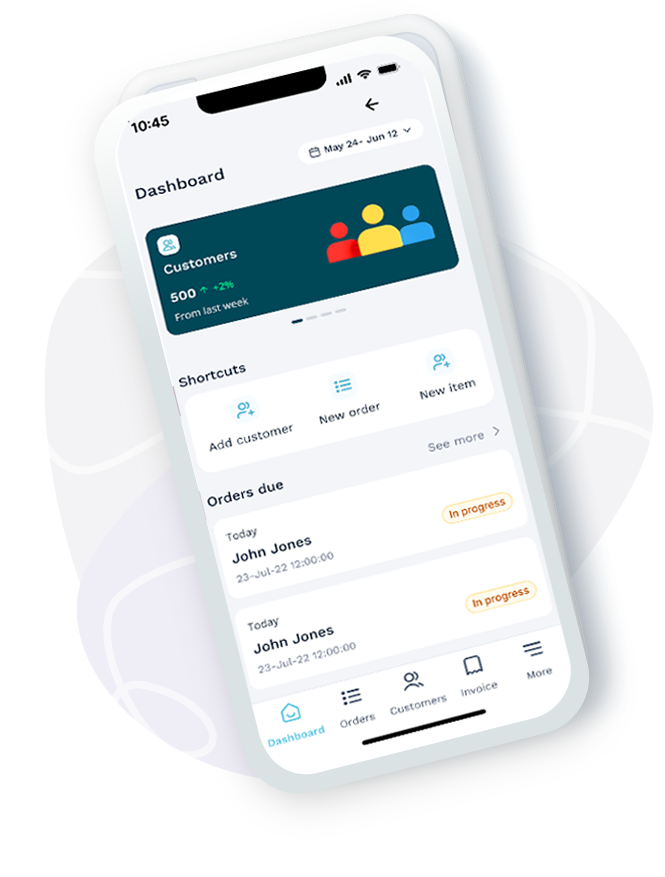 10:45
May 24- Jun 12
Dashboard
Customers
500 +2%
From last week
Shortcuts
Add customer
New order
New item
See more
Orders due
Today
John Jones
23-Jul-22 12:00:00
In progress
Today
John Jones
23-Jul-22 12:00:00
In progress
Dashboard
Orders
Customers
Invoice
More